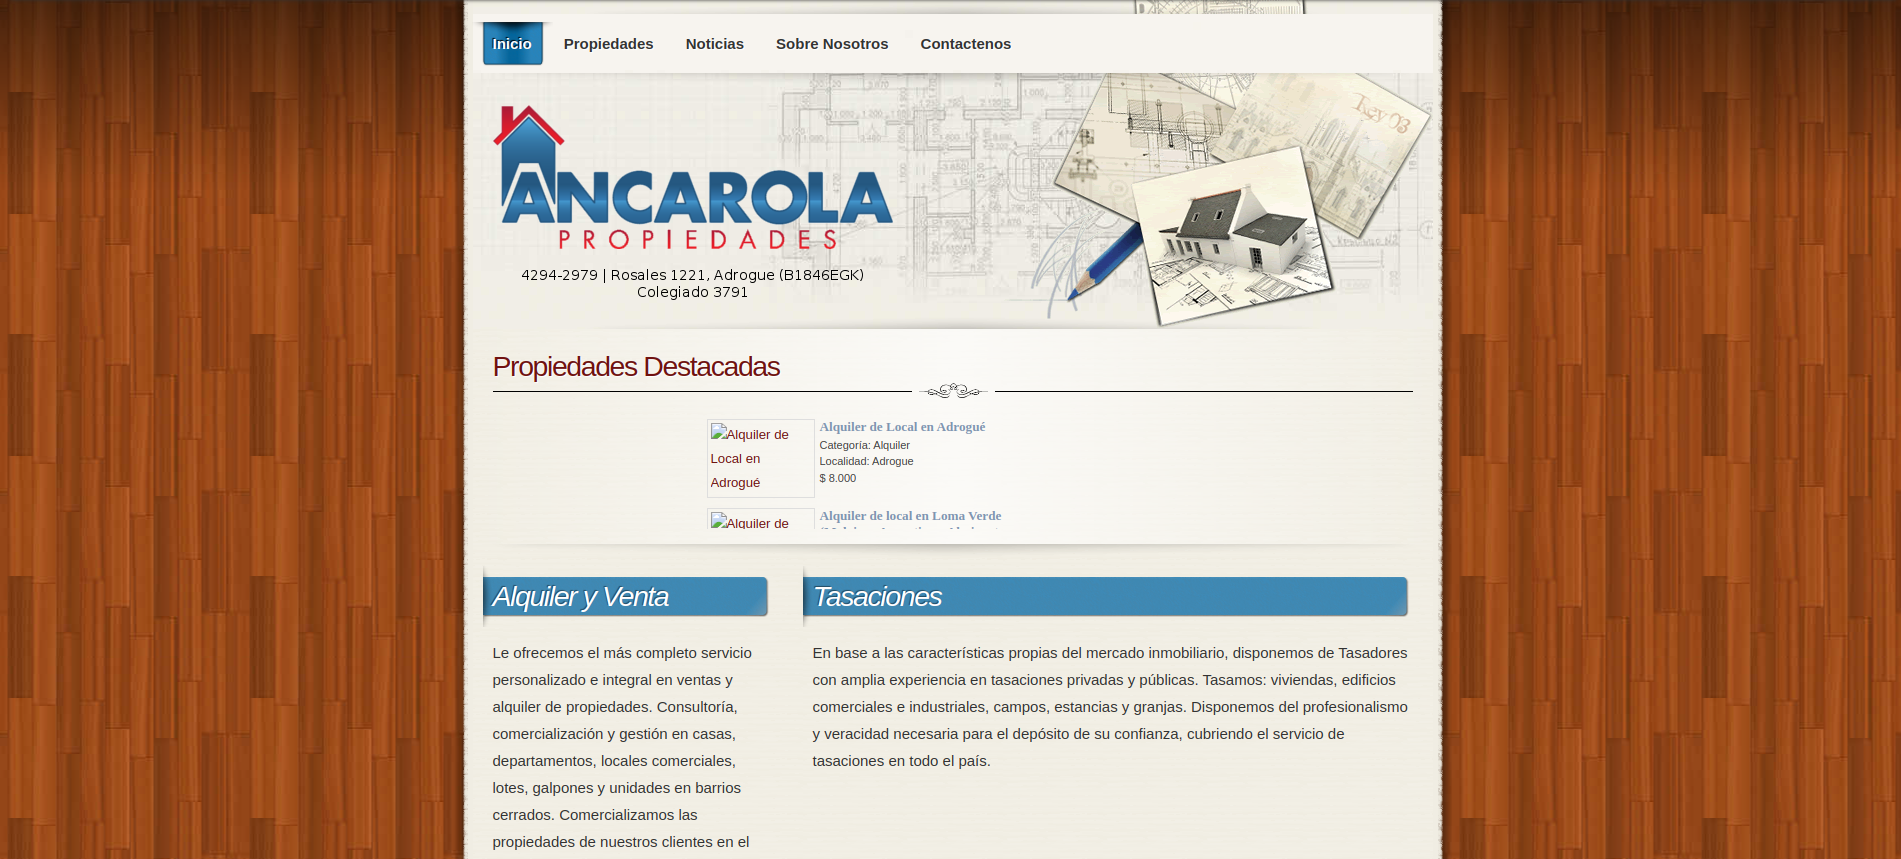 Inicio Propiedades Noticias Sobre Nosotros Contactenos
Key 03
ANCAROLA
PROPIEDADES
4294-2979 | Rosales 1221, Adrogue (B1846EGK)
Colegiado 3791
Propiedades Destacadas
Alquiler de
Local en
Adrogué
Alquiler de Local en Adrogué
Categoría: Alquiler
Localidad: Adrogue
$ 8.000
Alquiler de
Alquiler de local en Loma Verde
Alquiler y Venta
Le ofrecemos el más completo servicio
personalizado e integral en ventas y
alquiler de propiedades. Consultoría,
comercialización y gestión en casas,
departamentos, locales comerciales,
lotes, galpones y unidades en barrios
cerrados. Comercializamos las
propiedades de nuestros clientes en el
Tasaciones
En base a las características propias del mercado inmobiliario, disponemos de Tasadores
con amplia experiencia en tasaciones privadas y públicas. Tasamos: viviendas, edificios
comerciales e industriales, campos, estancias y granjas. Disponemos del profesionalismo
y veracidad necesaria para el depósito de su confianza, cubriendo el servicio de
tasaciones en todo el país.